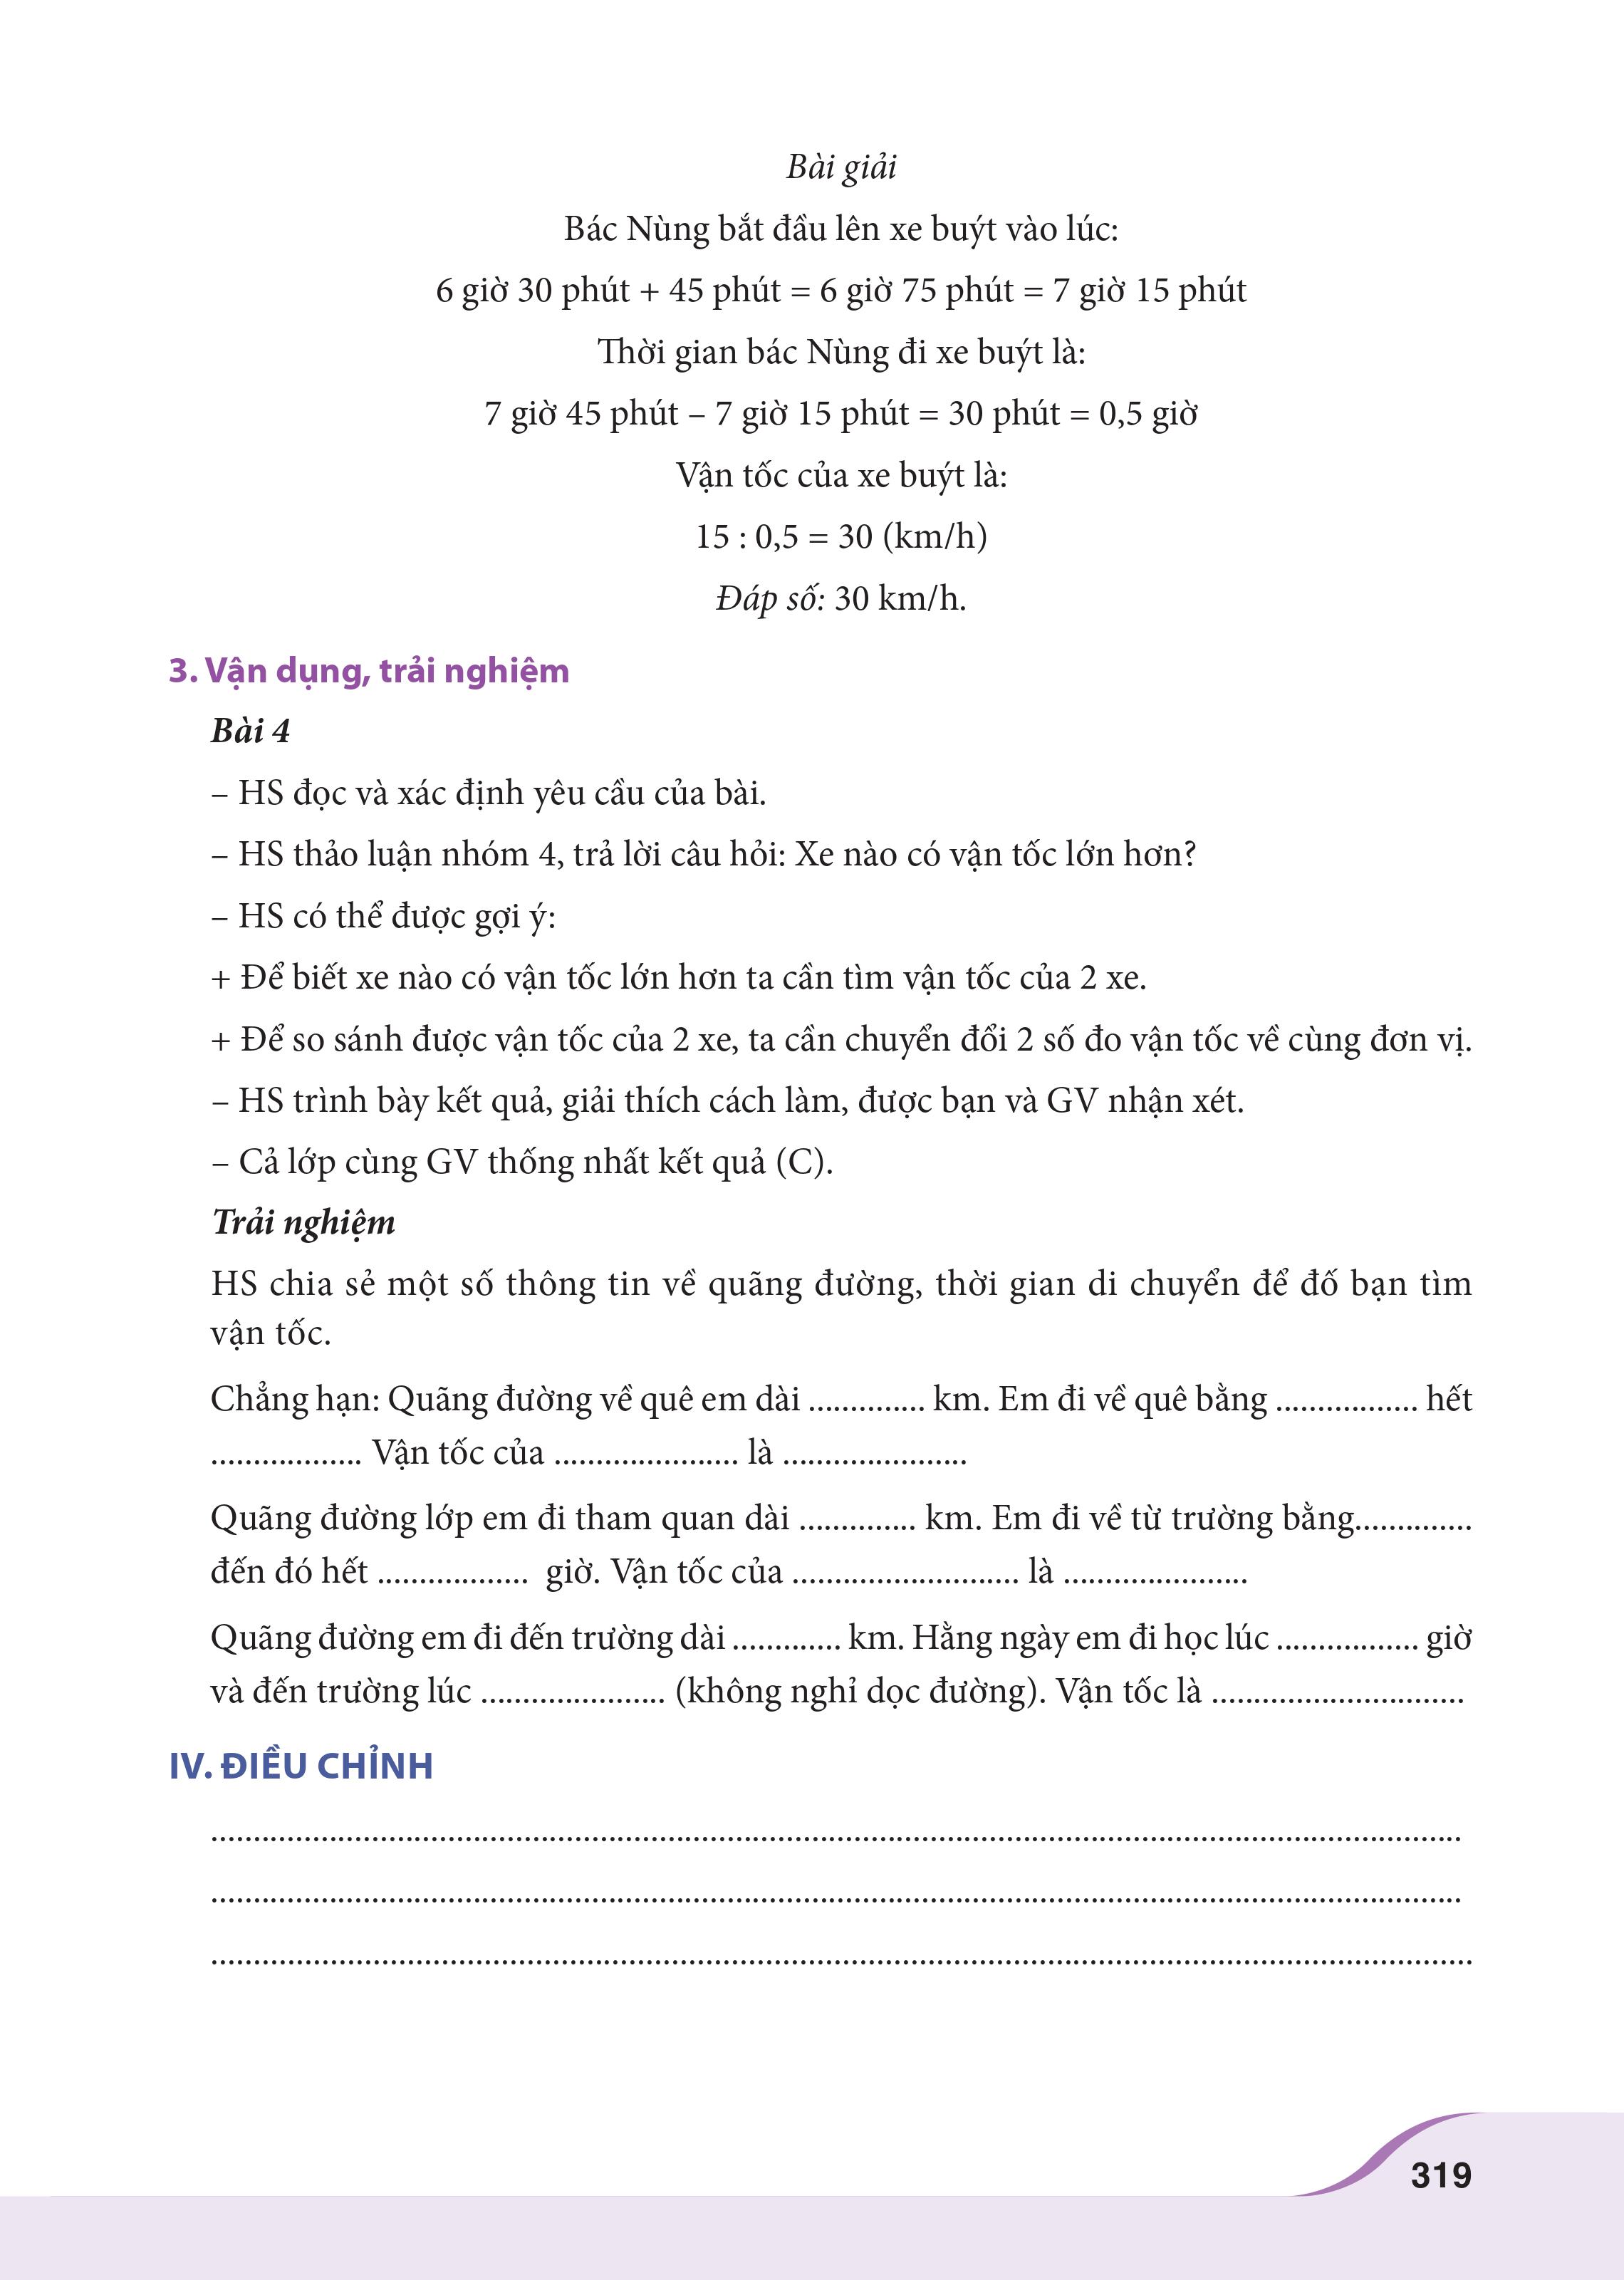 Bài giải
Bác Nùng bắt đầu lên xe buýt vào lúc:
6 giờ 30 phút + 45 phút = 6 giờ 75 phút = 7 giờ 15 phút
Thời gian bác Nùng đi xe buýt là:
7 giờ 45 phút – 7 giờ 15 phút = 30 phút = 0,5 giờ
Vận tốc của xe buýt là:
15 : 0,5 = 30 (km/h)
Đáp số: 30 km/h.
3. Vận dụng, trải nghiệm
Bài 4
– HS đọc và xác định yêu cầu của bài.
– HS thảo luận nhóm 4, trả lời câu hỏi: Xe nào có vận tốc lớn hơn?
– HS có thể được gợi ý:
+ Để biết xe nào có vận tốc lớn hơn ta cần tìm vận tốc của 2 xe.
+ Để so sánh được vận tốc của 2 xe, ta cần chuyển đổi 2 số đo vận tốc về cùng đơn vị.
– HS trình bày kết quả, giải thích cách làm, được bạn và GV nhận xét.
– Cả lớp cùng GV thống nhất kết quả (C).
Trải nghiệm
HS chia sẻ một số thông tin về quãng đường, thời gian di chuyển để đố bạn tìm
vận tốc.
Chẳng hạn: Quãng đường về quê em dài .............. km. Em đi về quê bằng ................. hết
.................. Vận tốc của ...................... là ......................
Quãng đường lớp em đi tham quan dài .............. km. Em đi về từ trường bằng..............
đến đó hết .................. giờ. Vận tốc của ........................... là ......................
Quãng đường em đi đến trường dài ............. km. Hằng ngày em đi học lúc ................. giờ
và đến trường lúc ...................... (không nghỉ dọc đường). Vận tốc là ..............................
IV. ĐIỀU CHỈNH
....................................................................................................................................................
....................................................................................................................................................
......................................................................................................................................................
319